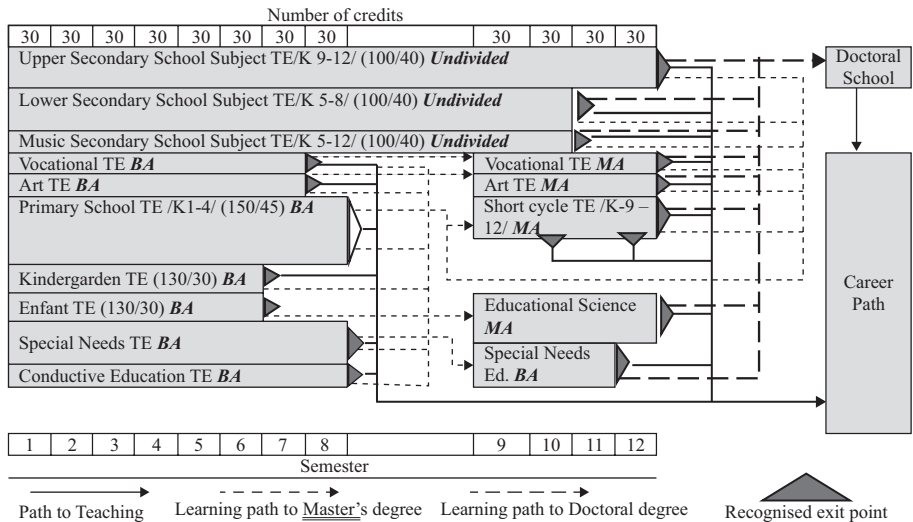 Number of credits
30 30 30 30 30 30 30 30 30 30 30 30
Upper Secondary School Subject TE/K 9-12/ (100/40) Undivided
Doctoral
School
Lower Secondary School Subject TE/K 5-8/ (100/40) Undivided
Music Secondary School Subject TE/K 5-12/ (100/40) Undivided
Vocational TE BA
Vocational TE MA
Art TE BA
Art TE MA
Primary School TE /K1-4/ (150/45) BA
Short cycle TE /K-9 –
12/ MA
Kindergarden TE (130/30) BA
Enfant TE (130/30) BA
Educational Science
MA
Special Needs TE BA
Special Needs
Ed. BA
Conductive Education TE BA
Career
Path
1 2 3 4 5 6 7 8 9 10 11 12
Semester
Path to Teaching
Learning path to Master's degree
Learning path to Doctoral degree
Recognised exit point